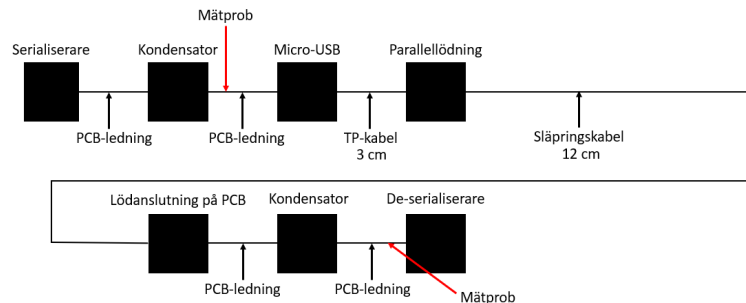 Mätprob
Serialiserare
Kondensator
Micro-USB
Parallellödning
PCB-ledning
PCB-ledning
TP-kabel
3 cm
Släpringskabel
12 cm
Lödanslutning på PCB
Kondensator
De-serialiserare
PCB-ledning
PCB-ledning
Mätprob